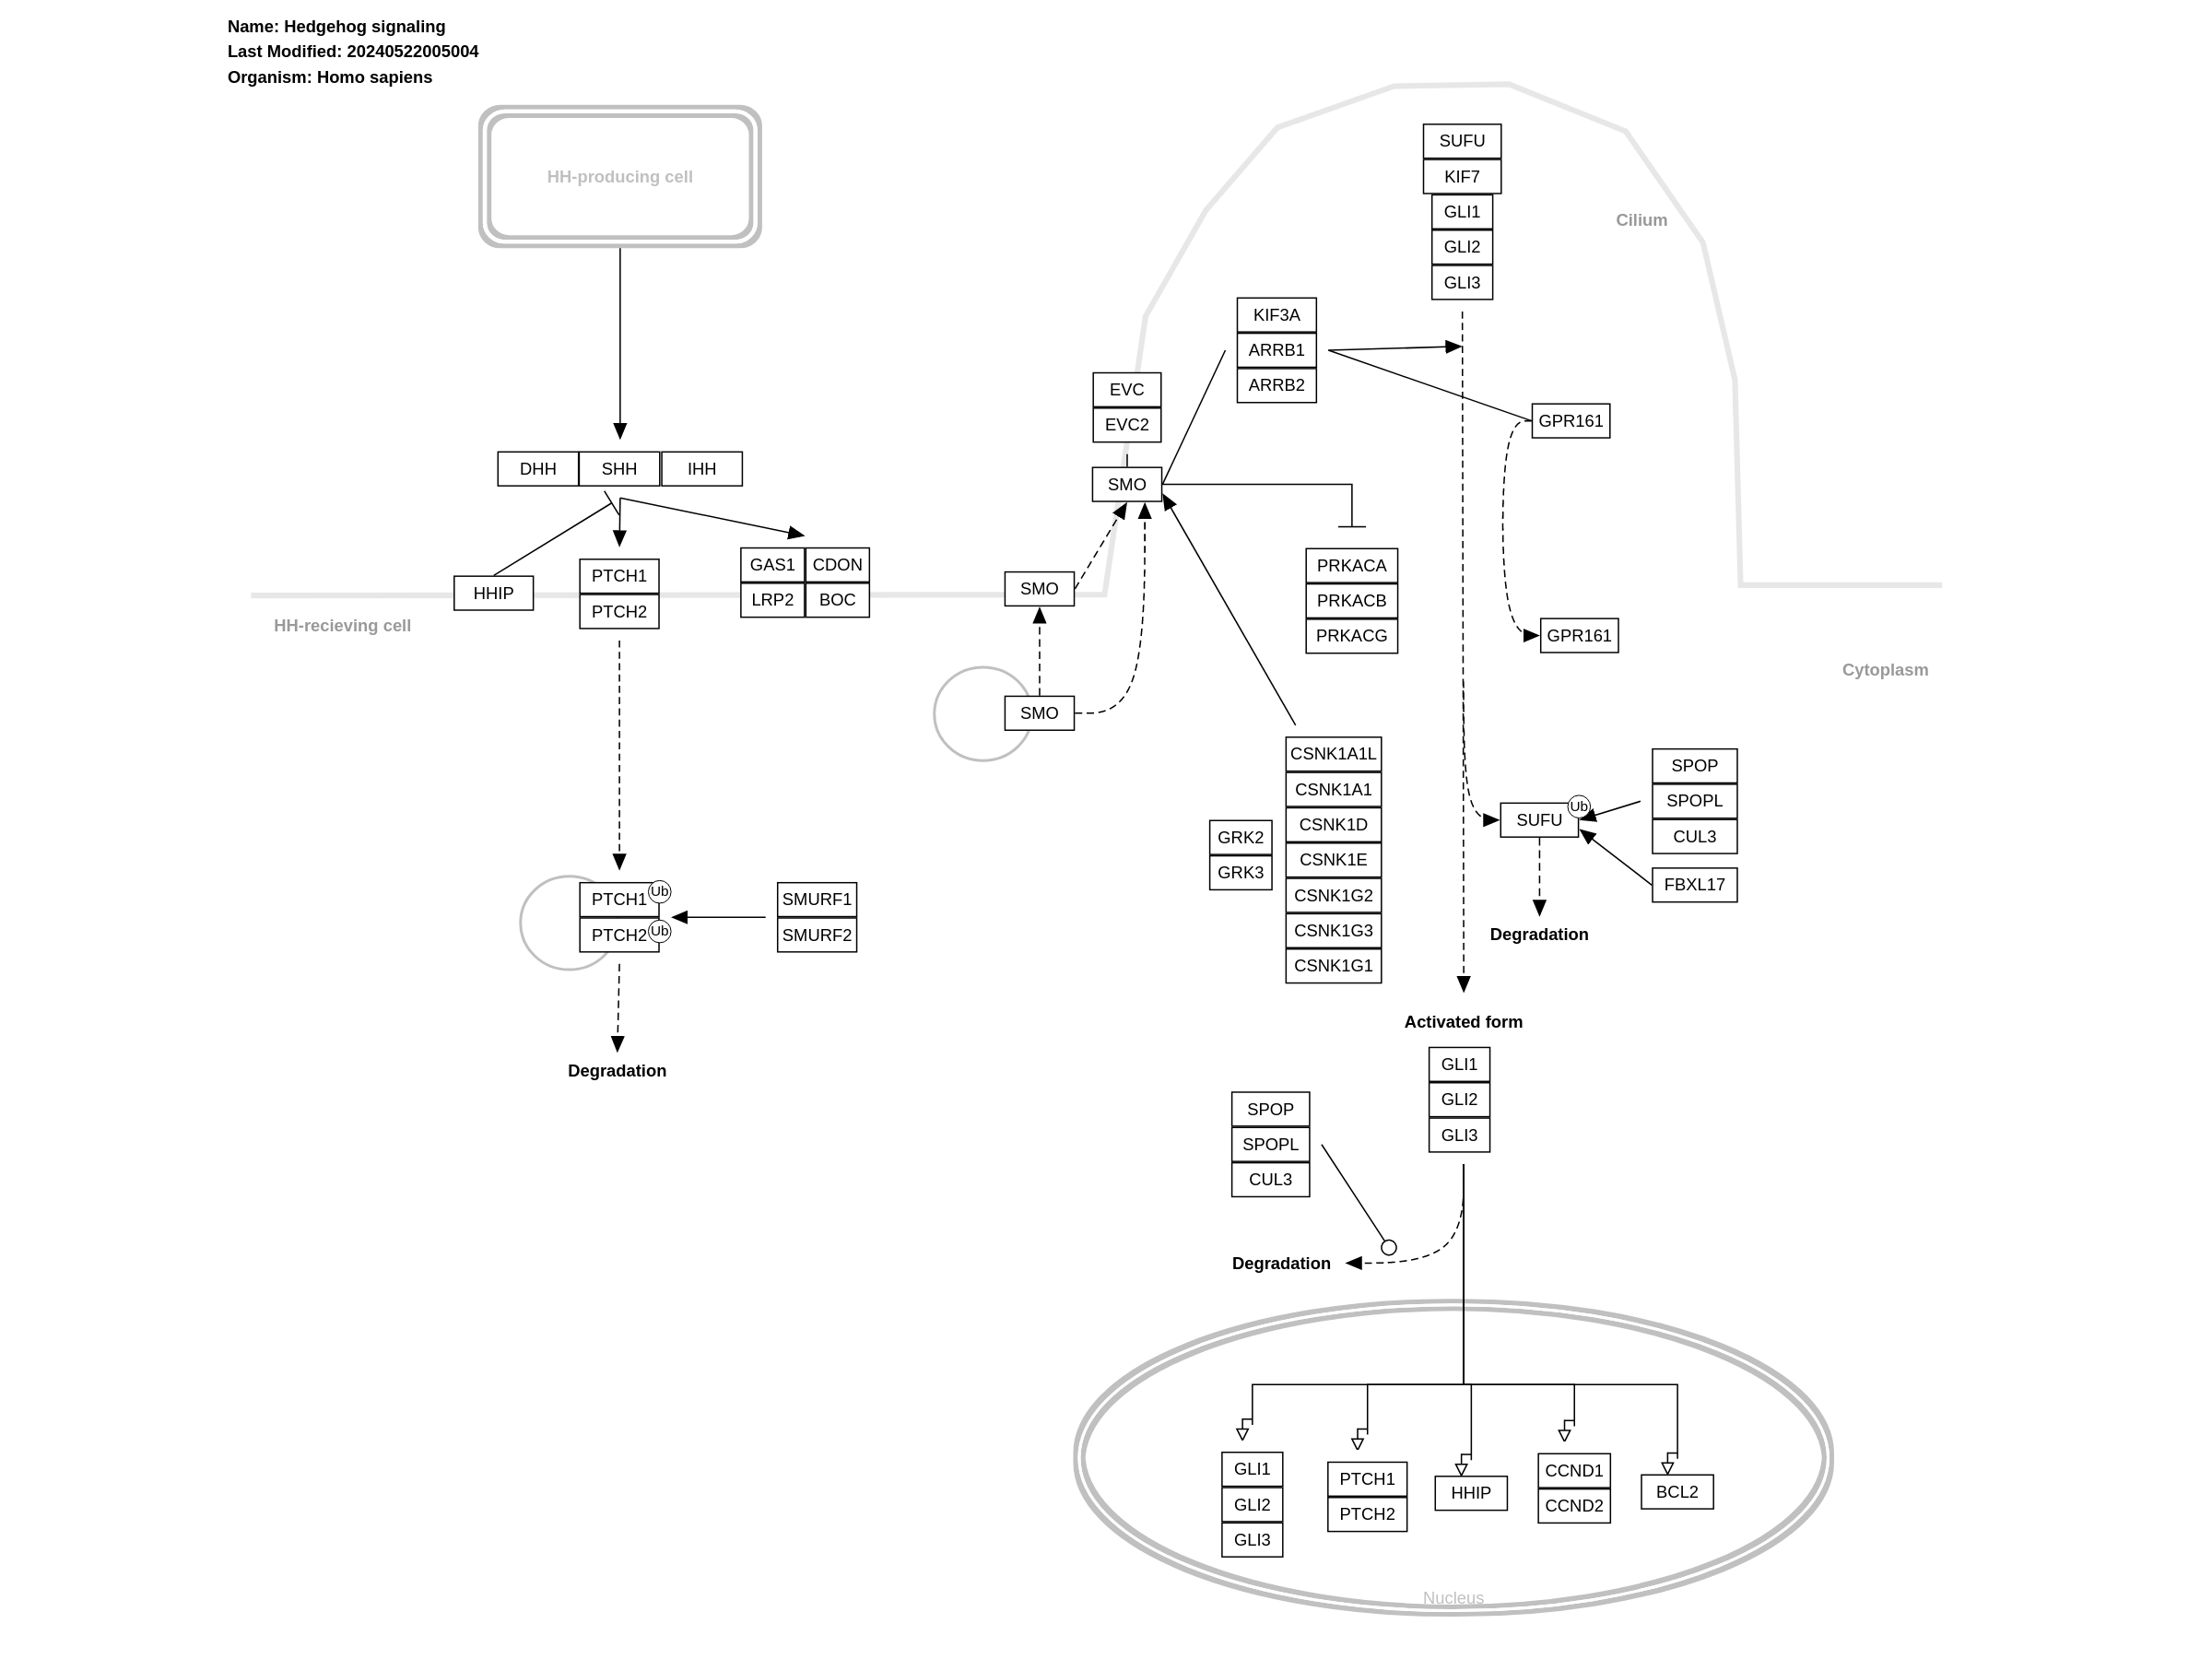 Name: Hedgehog signaling
Last Modified: 20240522005004
Organism: Homo sapiens
HH-producing cell
DHH SHH IHH
HHIP
PTCH1
PTCH2
GAS1 CDON
LRP2 BOC
HH-recieving cell
PTCH1 Ub
PTCH2 Ub
SMURF1
SMURF2
Degradation
SUFU
KIF7
GLI1
GLI2
GLI3
Cilium
KIF3A
ARRB1
ARRB2
EVC
EVC2
SMO
GPR161
SMO
SMO
PRKACA
PRKACB
PRKACG
GPR161
Cytoplasm
CSNK1A1L
CSNK1A1
CSNK1D
CSNK1E
CSNK1G2
CSNK1G3
CSNK1G1
GRK2
GRK3
SUFU Ub
SPOP
SPOPL
CUL3
FBXL17
Degradation
Activated form
GLI1
GLI2
GLI3
SPOP
SPOPL
CUL3
Degradation
GLI1
GLI2
GLI3
PTCH1
PTCH2
HHIP
CCND1
CCND2
BCL2
Nucleus